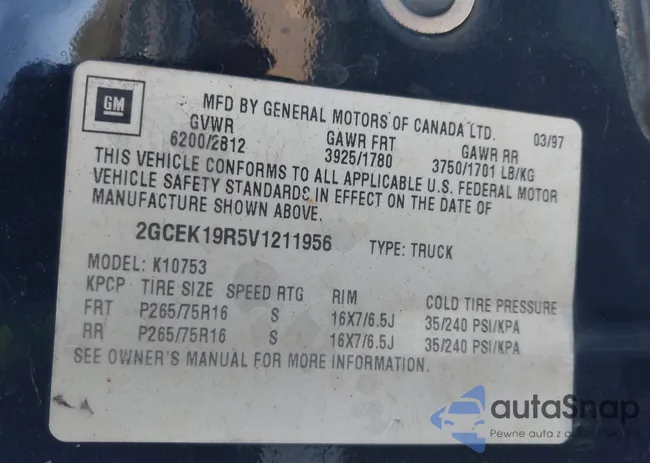 GM
MFD BY GENERAL MOTORS OF CANADA LTD. 03/97
GVWR GAWR FRT GAWR RR
6200/2812 3925/1780 3750/1701 LB/KG
THIS VEHICLE CONFORMS TO ALL APPLICABLE U.S. FEDERAL MOTOR
VEHICLE SAFETY STANDARDS IN EFFECT ON THE DATE OF
MANUFACTURE SHOWN ABOVE.
2GCEK19R5V1211956 TYPE: TRUCK
MODEL: K10753
KPCP TIRE SIZE SPEED RTG RIM COLD TIRE PRESSURE
FRT P265/75R16 S 16X7/6.5J 35/240 PSI/KPA
RR P265/75R16 S 16X7/6.5J 35/240 PSI/KPA
SEE OWNER'S MANUAL FOR MORE INFORMATION.
autaSnap
Pewne auta z